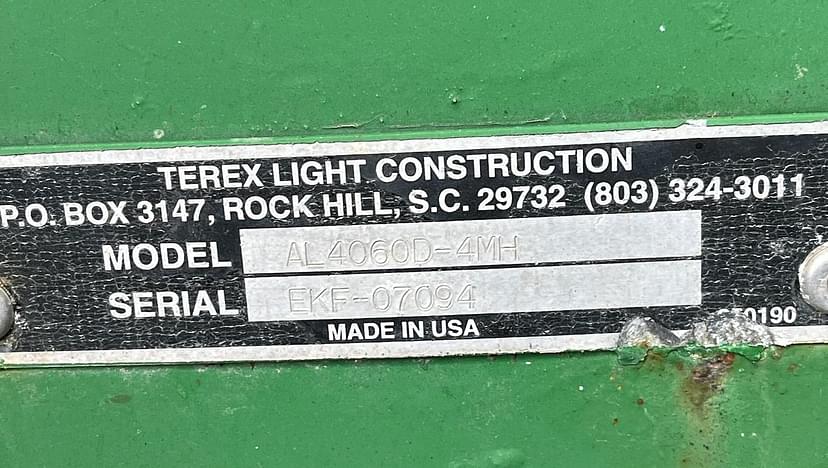 TEREX LIGHT CONSTRUCTION
P.O. BOX 3147, ROCK HILL, S.C. 29732 (803) 324-3011
MODEL AL4060D-4MH
SERIAL EKF-07094
MADE IN USA